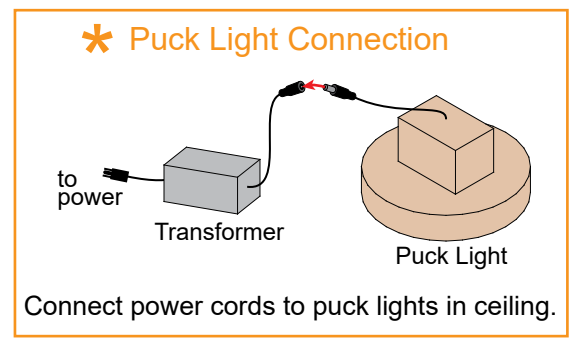 * Puck Light Connection
to
power
Transformer
Puck Light
Connect power cords to puck lights in ceiling.